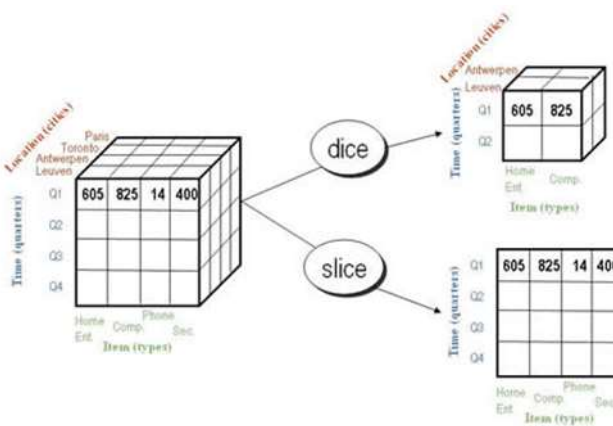 Location (cities)
Paris
Toronto
Antwerpen
Leuven
Time (quarters)
Q1 605 825 14 400
Q2
Q3
Q4
Home Ent. Comp. Phone Sec.
Item (types)
dice
slice
Location (cities)
Antwerpen
Leuven
Time (quarters)
Q1 605 825
Q2
Home Ent. Comp.
Item (types)
Time (quarters)
Q1 605 825 14 400
Q2
Q3
Q4
Home Ent. Comp. Phone Sec.
Item (types)